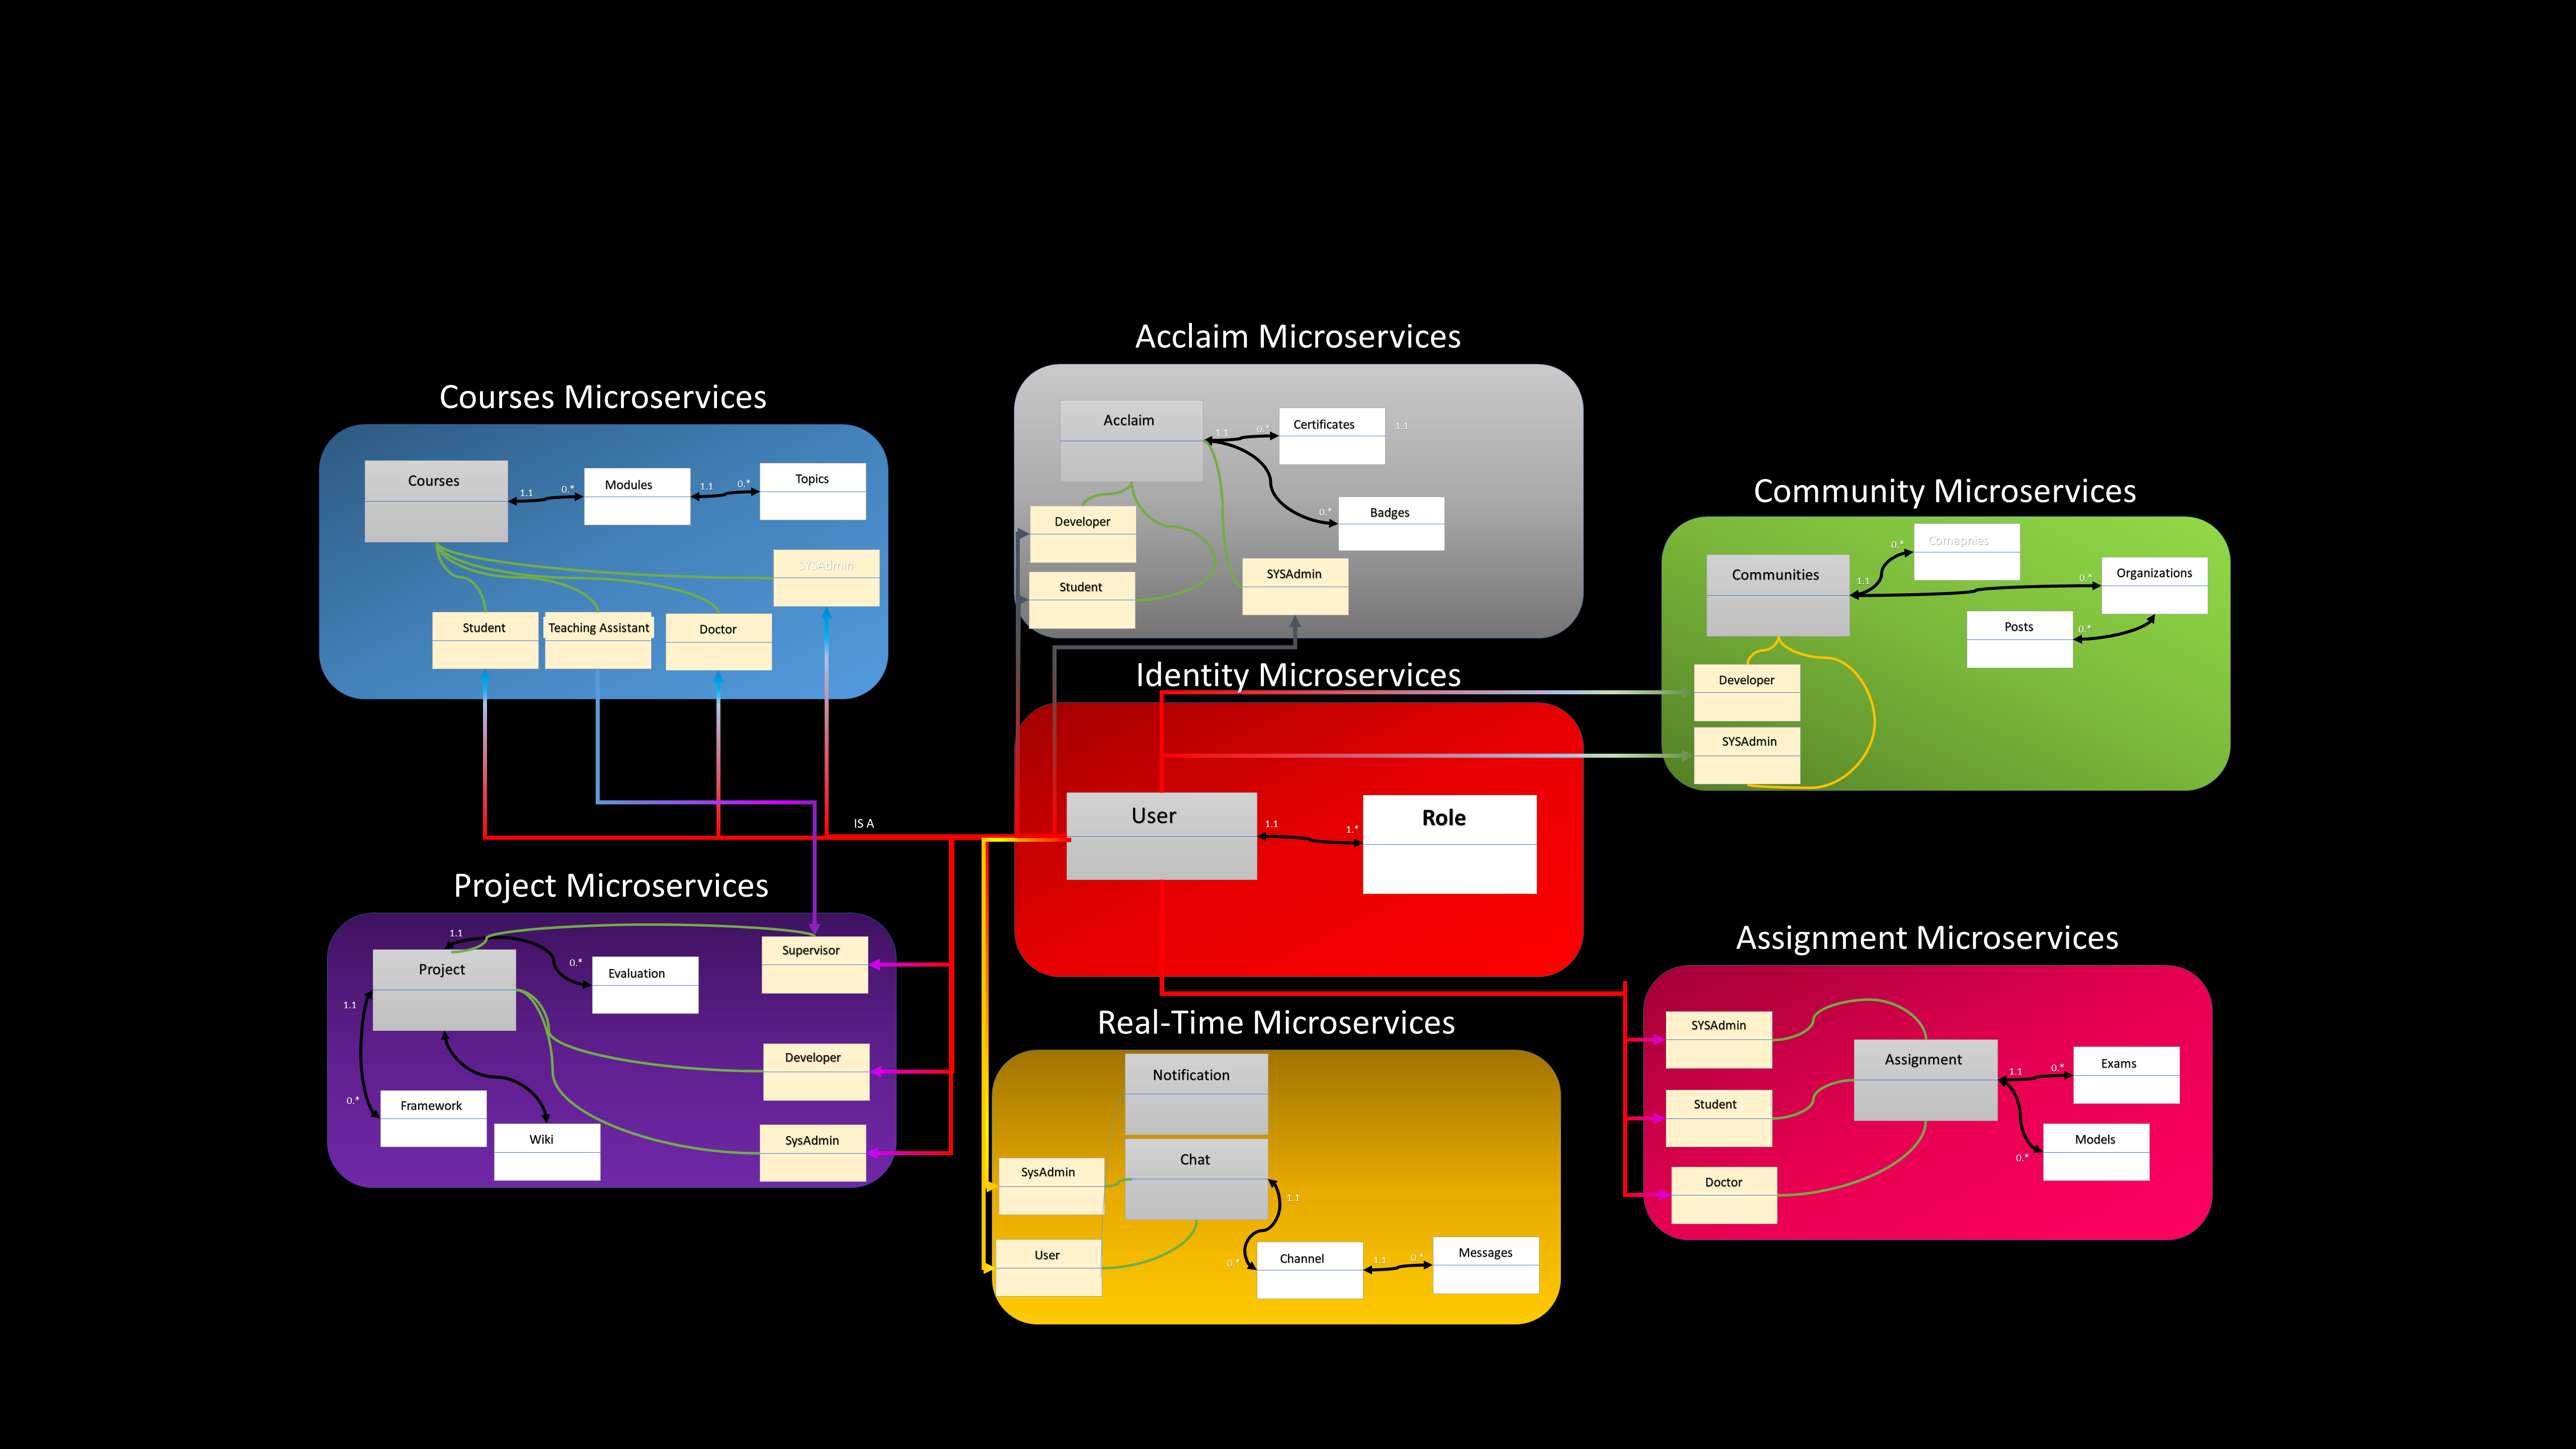 Acclaim Microservices
Acclaim
1.1
0.*
Certificates
1.1
0.*
Badges
Developer
Student
SYSAdmin
Courses Microservices
Courses
1.1
0.*
Modules
1.1
0.*
Topics
SYSAdmin
Student
Teaching Assistant
Doctor
Community Microservices
Communities
1.1
0.*
Comapnies
0.*
Organizations
Posts
0.*
Developer
SYSAdmin
Identity Microservices
IS A
User
1.1
1.*
Role
Project Microservices
1.1
Project
0.*
Evaluation
Supervisor
1.1
0.*
Framework
Wiki
Developer
SysAdmin
Real-Time Microservices
Notification
Chat
SysAdmin
1.1
User
0.*
Channel
1.1
0.*
Messages
Assignment Microservices
SYSAdmin
Student
Doctor
Assignment
1.1
0.*
Exams
0.*
Models